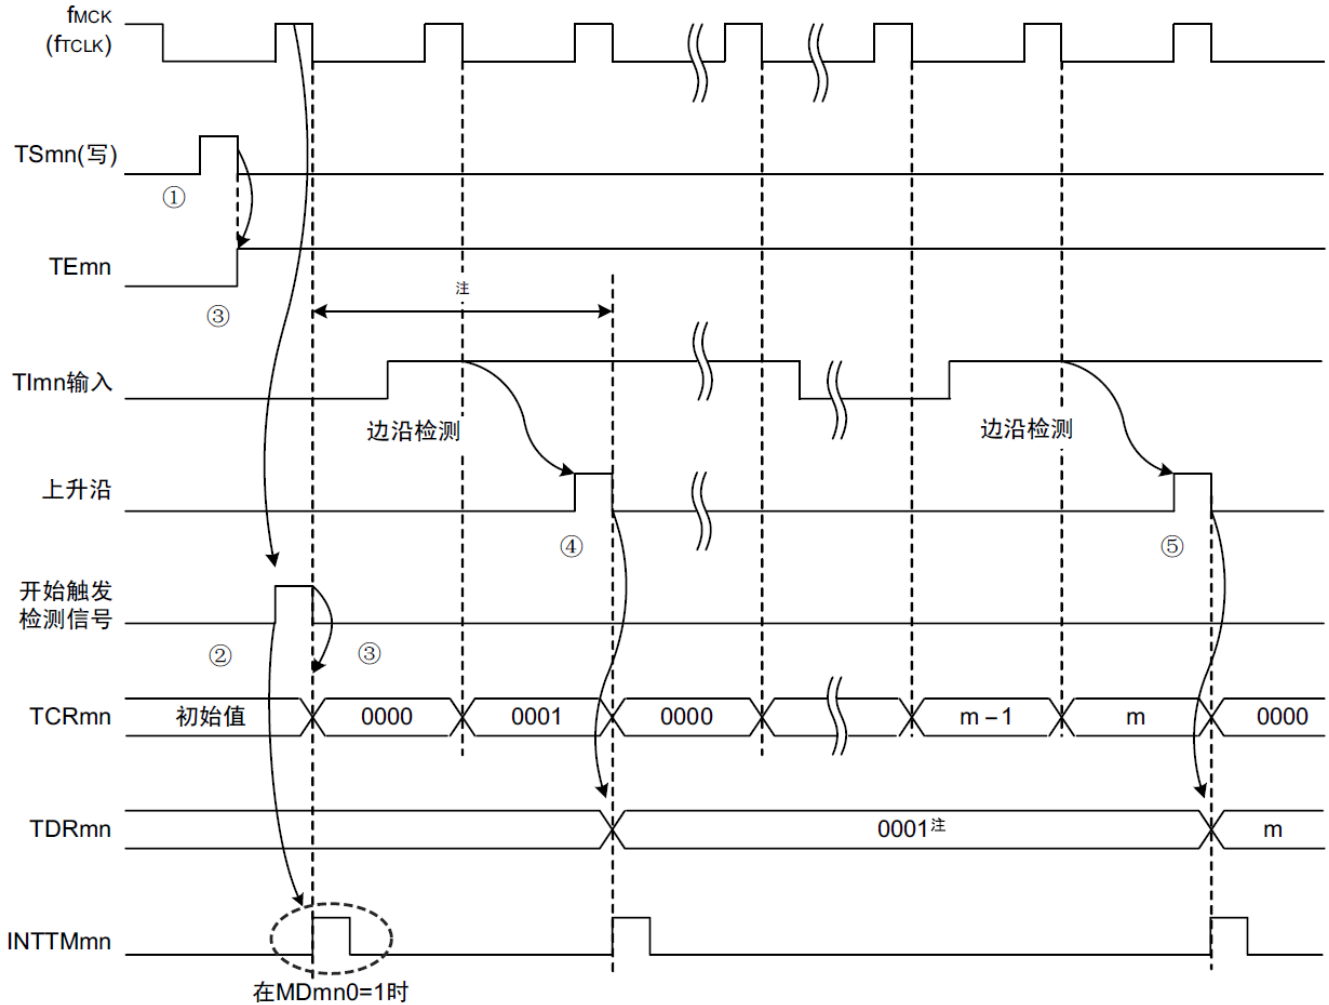 fMCK
(fTCLK)
TSmn(写)
①
TEmn
③
注
TImn输入
边沿检测
边沿检测
上升沿
④
⑤
开始触发
检测信号
②
③
TCRmn
初始值
0000
0001
0000
m－1
m
0000
TDRmn
0001注
m
INTTMmn
在MDmn0=1时